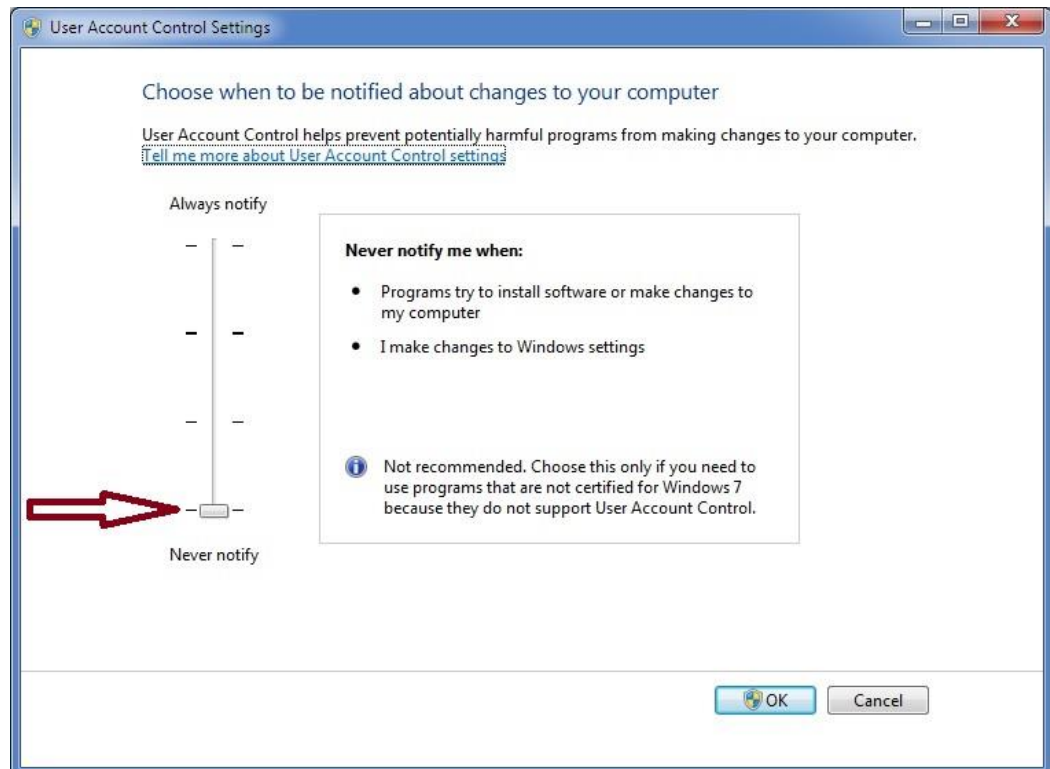 User Account Control Settings
Choose when to be notified about changes to your computer
User Account Control helps prevent potentially harmful programs from making changes to your computer.
Tell me more about User Account Control settings
Always notify
Never notify me when:
• Programs try to install software or make changes to
my computer
• I make changes to Windows settings
Not recommended. Choose this only if you need to
use programs that are not certified for Windows 7
because they do not support User Account Control.
Never notify
OK
Cancel